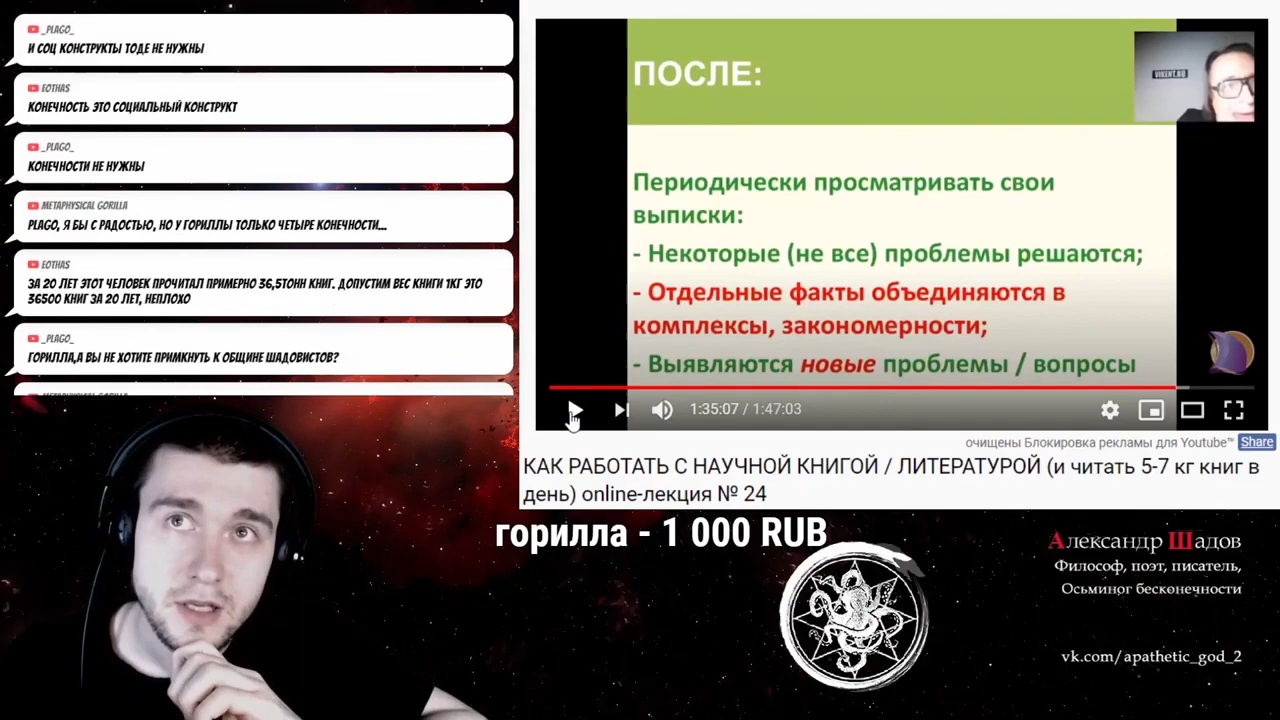 _PLAGO_
И СОЦ КОНСТРУКТЫ ТОДЕ НЕ НУЖНЫ
EOTHAS
КОНЕЧНОСТЬ ЭТО СОЦИАЛЬНЫЙ КОНСТРУКТ
_PLAGO_
КОНЕЧНОСТИ НЕ НУЖНЫ
METAPHYSICAL GORILLA
PLAGO, Я БЫ С РАДОСТЬЮ, НО У ГОРИЛЛЫ ТОЛЬКО ЧЕТЫРЕ КОНЕЧНОСТИ...
EOTHAS
ЗА 20 ЛЕТ ЭТОТ ЧЕЛОВЕК ПРОЧИТАЛ ПРИМЕРНО 36,5ТОНН КНИГ. ДОПУСТИМ ВЕС КНИГИ 1КГ ЭТО
36500 КНИГ ЗА 20 ЛЕТ, НЕПЛОХО
_PLAGO_
ГОРИЛЛА,А ВЫ НЕ ХОТИТЕ ПРИМКНУТЬ К ОБЩИНЕ ШАДОВИСТОВ?
ПОСЛЕ:
VIKENT.RU
Периодически просматривать свои
выписки:
- Некоторые (не все) проблемы решаются;
- Отдельные факты объединяются в
комплексы, закономерности;
- Выявляются новые проблемы / вопросы
1:35:07 / 1:47:03
очищены Блокировка рекламы для Youtube™ Share
КАК РАБОТАТЬ С НАУЧНОЙ КНИГОЙ / ЛИТЕРАТУРОЙ (и читать 5-7 кг книг в
день) online-лекция № 24
горилла - 1 000 RUB
Александр Шадов
Философ, поэт, писатель,
Осьминог бесконечности
vk.com/apathetic_god_2